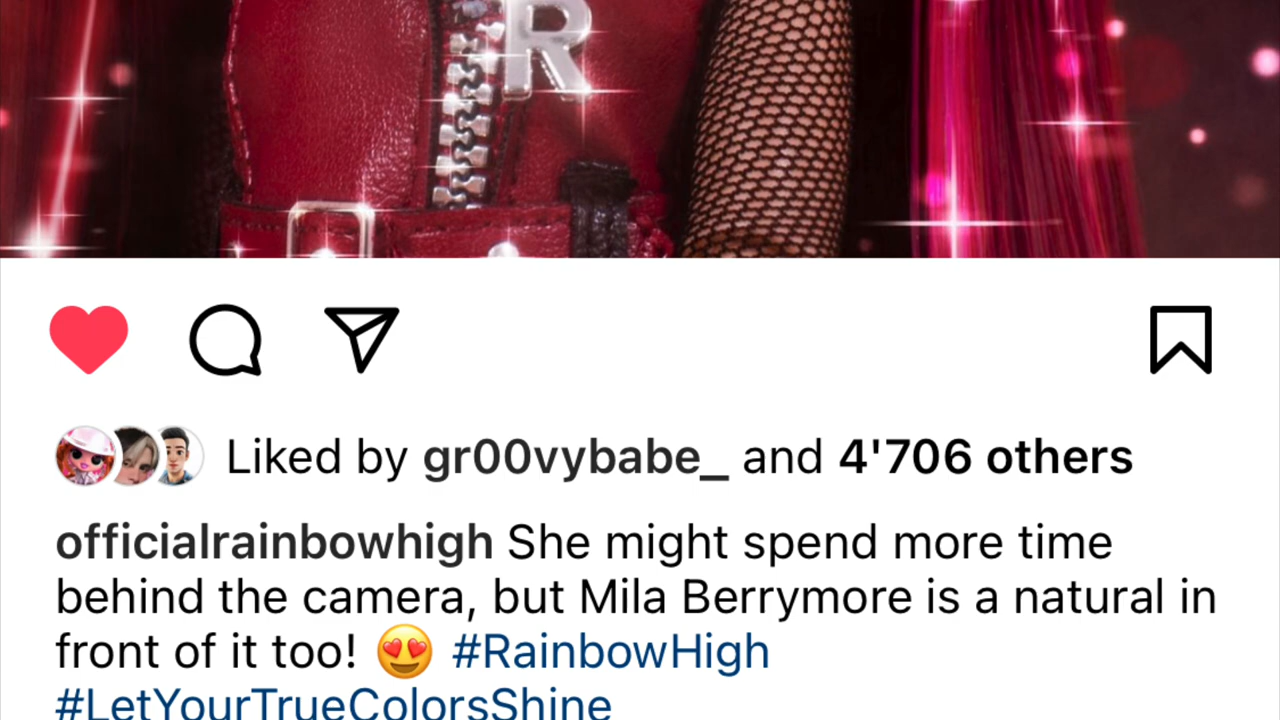 R
Liked by gr00vybabe_ and 4'706 others
officialrainbowhigh She might spend more time
behind the camera, but Mila Berrymore is a natural in
front of it too! 😍 #RainbowHigh
#LetYourTrueColorsShine